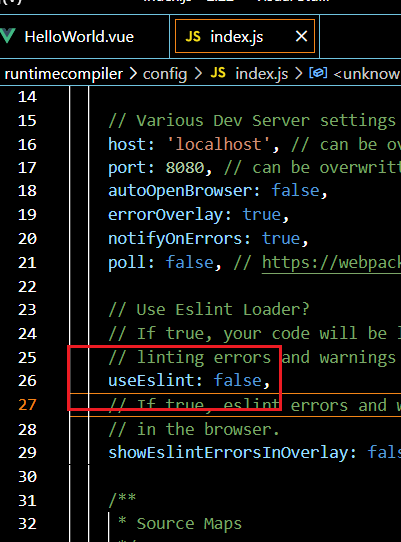 HelloWorld.vue
JS index.js
runtimecompiler > config > JS index.js > <unknow
14
15 // Various Dev Server settings
16 host: 'localhost', // can be ov
17 port: 8080, // can be overwritt
18 autoOpenBrowser: false,
19 errorOverlay: true,
20 notifyOnErrors: true,
21 poll: false, // https://webpack
22
23 // Use Eslint Loader?
24 // If true, your code will be l
25 // linting errors and warnings
26 useEslint: false,
27 // If true, eslint errors and w
28 // in the browser.
29 showEslintErrorsInOverlay: fals
30
31 /**
32 * Source Maps